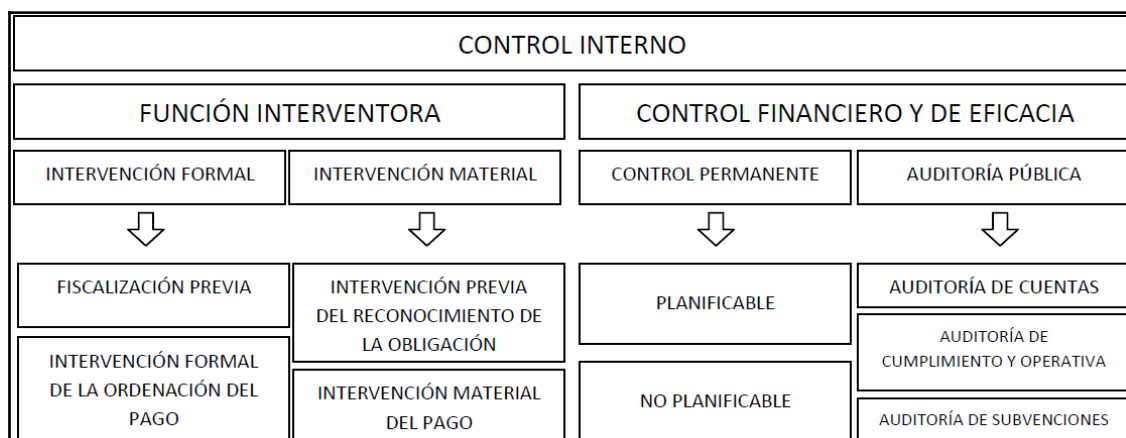 CONTROL INTERNO
FUNCIÓN INTERVENTORA
CONTROL FINANCIERO Y DE EFICACIA
INTERVENCIÓN FORMAL
INTERVENCIÓN MATERIAL
CONTROL PERMANENTE
AUDITORÍA PÚBLICA
FISCALIZACIÓN PREVIA
INTERVENCIÓN FORMAL
DE LA ORDENACIÓN DEL
PAGO
INTERVENCIÓN PREVIA
DEL RECONOCIMIENTO DE
LA OBLIGACIÓN
INTERVENCIÓN MATERIAL
DEL PAGO
PLANIFICABLE
NO PLANIFICABLE
AUDITORÍA DE CUENTAS
AUDITORÍA DE
CUMPLIMIENTO Y OPERATIVA
AUDITORÍA DE SUBVENCIONES